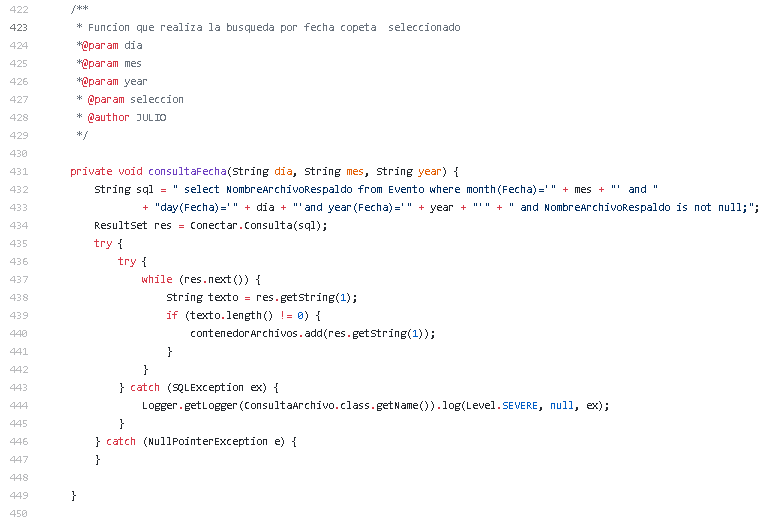 422 /**
423 * Funcion que realiza la busqueda por fecha copeta seleccionado
424 *@param dia
425 *@param mes
426 *@param year
427 * @param seleccion
428 * @author JULIO
429 */
430
431 private void consultaFecha(String dia, String mes, String year) {
432 String sql = " select NombreArchivoRespaldo from Evento where month(Fecha)='" + mes + "' and "
433 + "day(Fecha)='" + dia + "'and year(Fecha)='" + year + "'" + " and NombreArchivoRespaldo is not null;";
434 ResultSet res = Conectar.Consulta(sql);
435 try {
436 try {
437 while (res.next()) {
438 String texto = res.getString(1);
439 if (texto.length() != 0) {
440 contenedorArchivos.add(res.getString(1));
441 }
442 }
443 } catch (SQLException ex) {
444 Logger.getLogger(ConsultaArchivo.class.getName()).log(Level.SEVERE, null, ex);
445 }
446 } catch (NullPointerException e) {
447 }
448
449 }
450